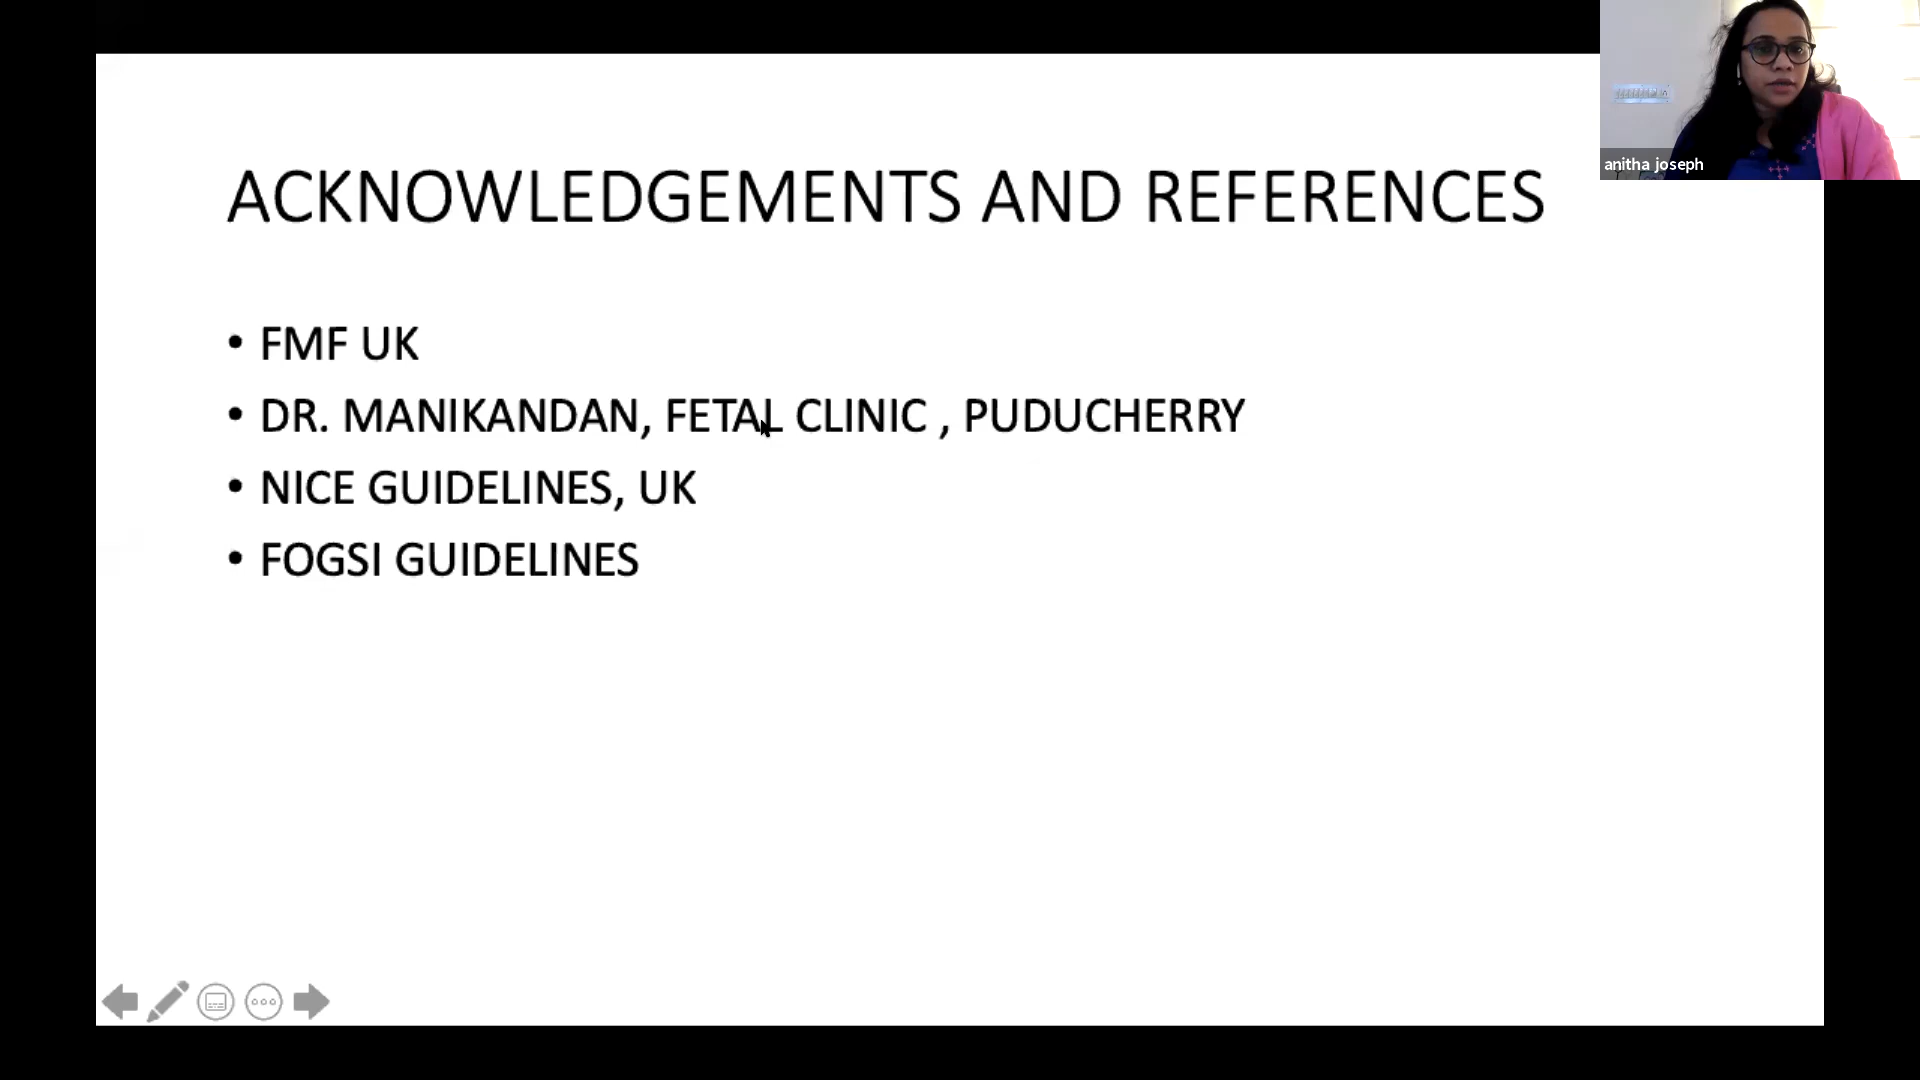 ACKNOWLEDGEMENTS AND REFERENCES
• FMF UK
• DR. MANIKANDAN, FETAL CLINIC , PUDUCHERRY
• NICE GUIDELINES, UK
• FOGSI GUIDELINES
anitha joseph